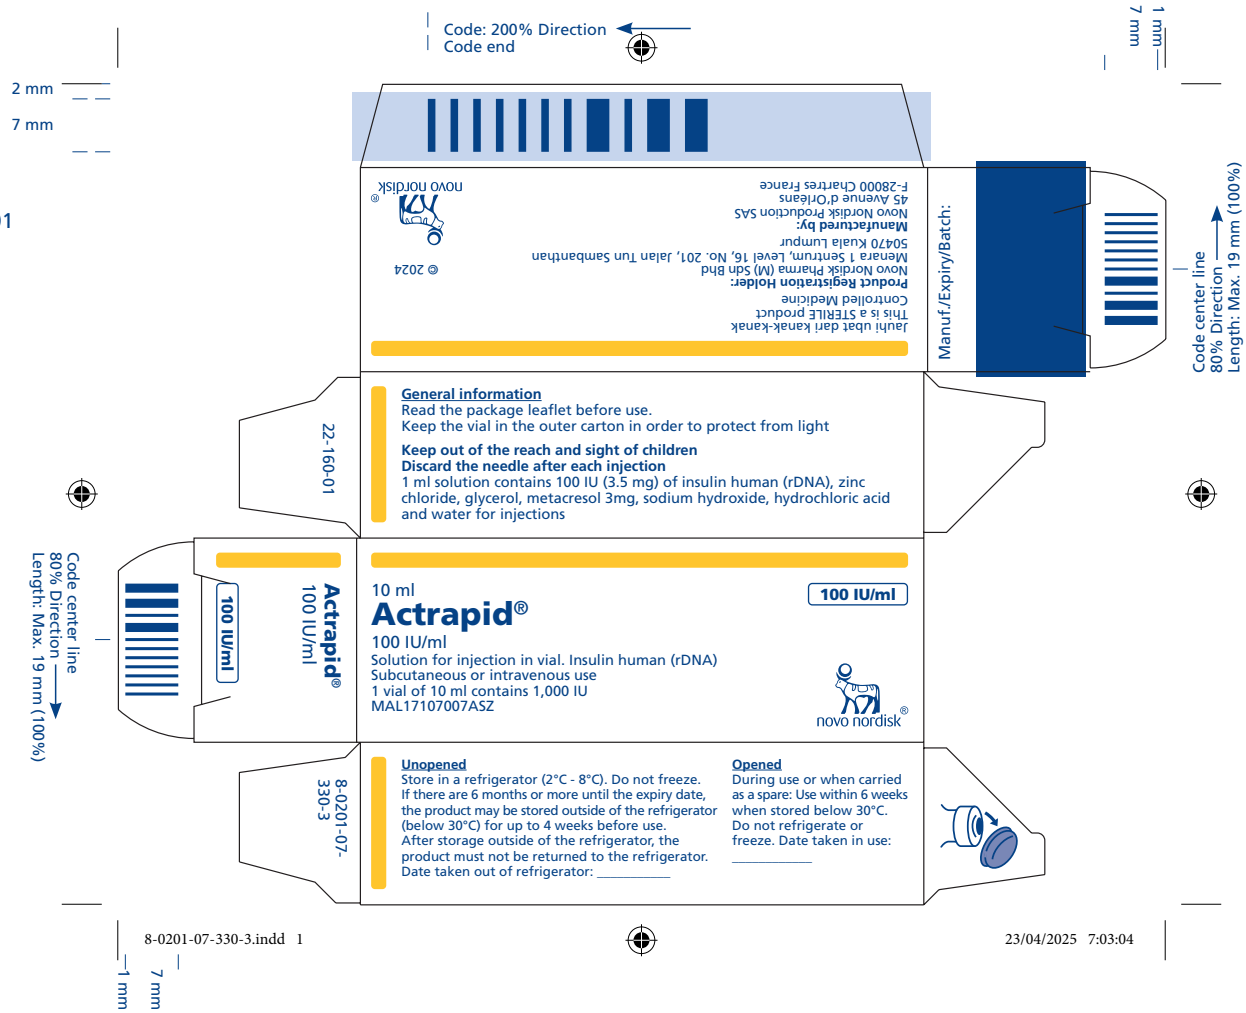 Code: 200% Direction
Code end
1 mm
7 mm
2 mm
7 mm
novo nordisk
®
© 2024
Jauhi ubat dari kanak-kanak
This is a STERILE product
Controlled Medicine
Product Registration Holder:
Novo Nordisk Pharma (M) Sdn Bhd
Menara 1 Sentrum, Level 16, No. 201, Jalan Tun Sambanthan
50470 Kuala Lumpur
Manufactured by:
Novo Nordisk Production SAS
45 Avenue d'Orléans
F-28000 Chartres France
Manuf./Expiry/Batch:
Code center line
80% Direction
Length: Max. 19 mm (100%)
22-160-01
General information
Read the package leaflet before use.
Keep the vial in the outer carton in order to protect from light
Keep out of the reach and sight of children
Discard the needle after each injection
1 ml solution contains 100 IU (3.5 mg) of insulin human (rDNA), zinc
chloride, glycerol, metacresol 3mg, sodium hydroxide, hydrochloric acid
and water for injections
Code center line
80% Direction
Length: Max. 19 mm (100%)
100 IU/ml
Actrapid®
100 IU/ml
10 ml
Actrapid®
100 IU/ml
Solution for injection in vial. Insulin human (rDNA)
Subcutaneous or intravenous use
1 vial of 10 ml contains 1,000 IU
MAL17107007ASZ
100 IU/ml
novo nordisk
®
8-0201-07-
330-3
Unopened
Store in a refrigerator (2°C - 8°C). Do not freeze.
If there are 6 months or more until the expiry date,
the product may be stored outside of the refrigerator
(below 30°C) for up to 4 weeks before use.
After storage outside of the refrigerator, the
product must not be returned to the refrigerator.
Date taken out of refrigerator: ___________
Opened
During use or when carried
as a spare: Use within 6 weeks
when stored below 30°C.
Do not refrigerate or
freeze. Date taken in use:
____________
8-0201-07-330-3.indd 1
23/04/2025 7:03:04
1 mm
7 mm